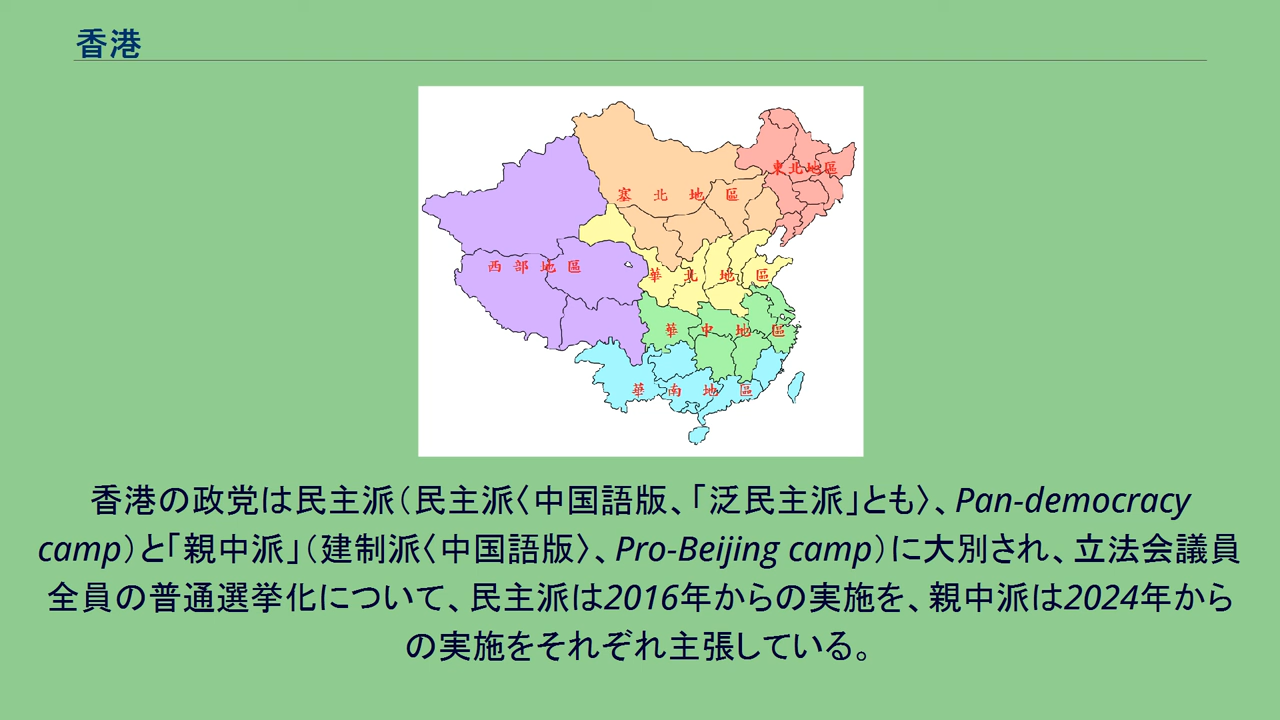 香港
東北地區
塞北地區
西部地區
華北地區
華中地區
華南地區
香港の政党は民主派（民主派〈中国語版、「泛民主派」とも〉、Pan-democracy
camp）と「親中派」（建制派〈中国語版〉、Pro-Beijing camp）に大別され、立法会議員
全員の普通選挙化について、民主派は2016年からの実施を、親中派は2024年から
の実施をそれぞれ主張している。